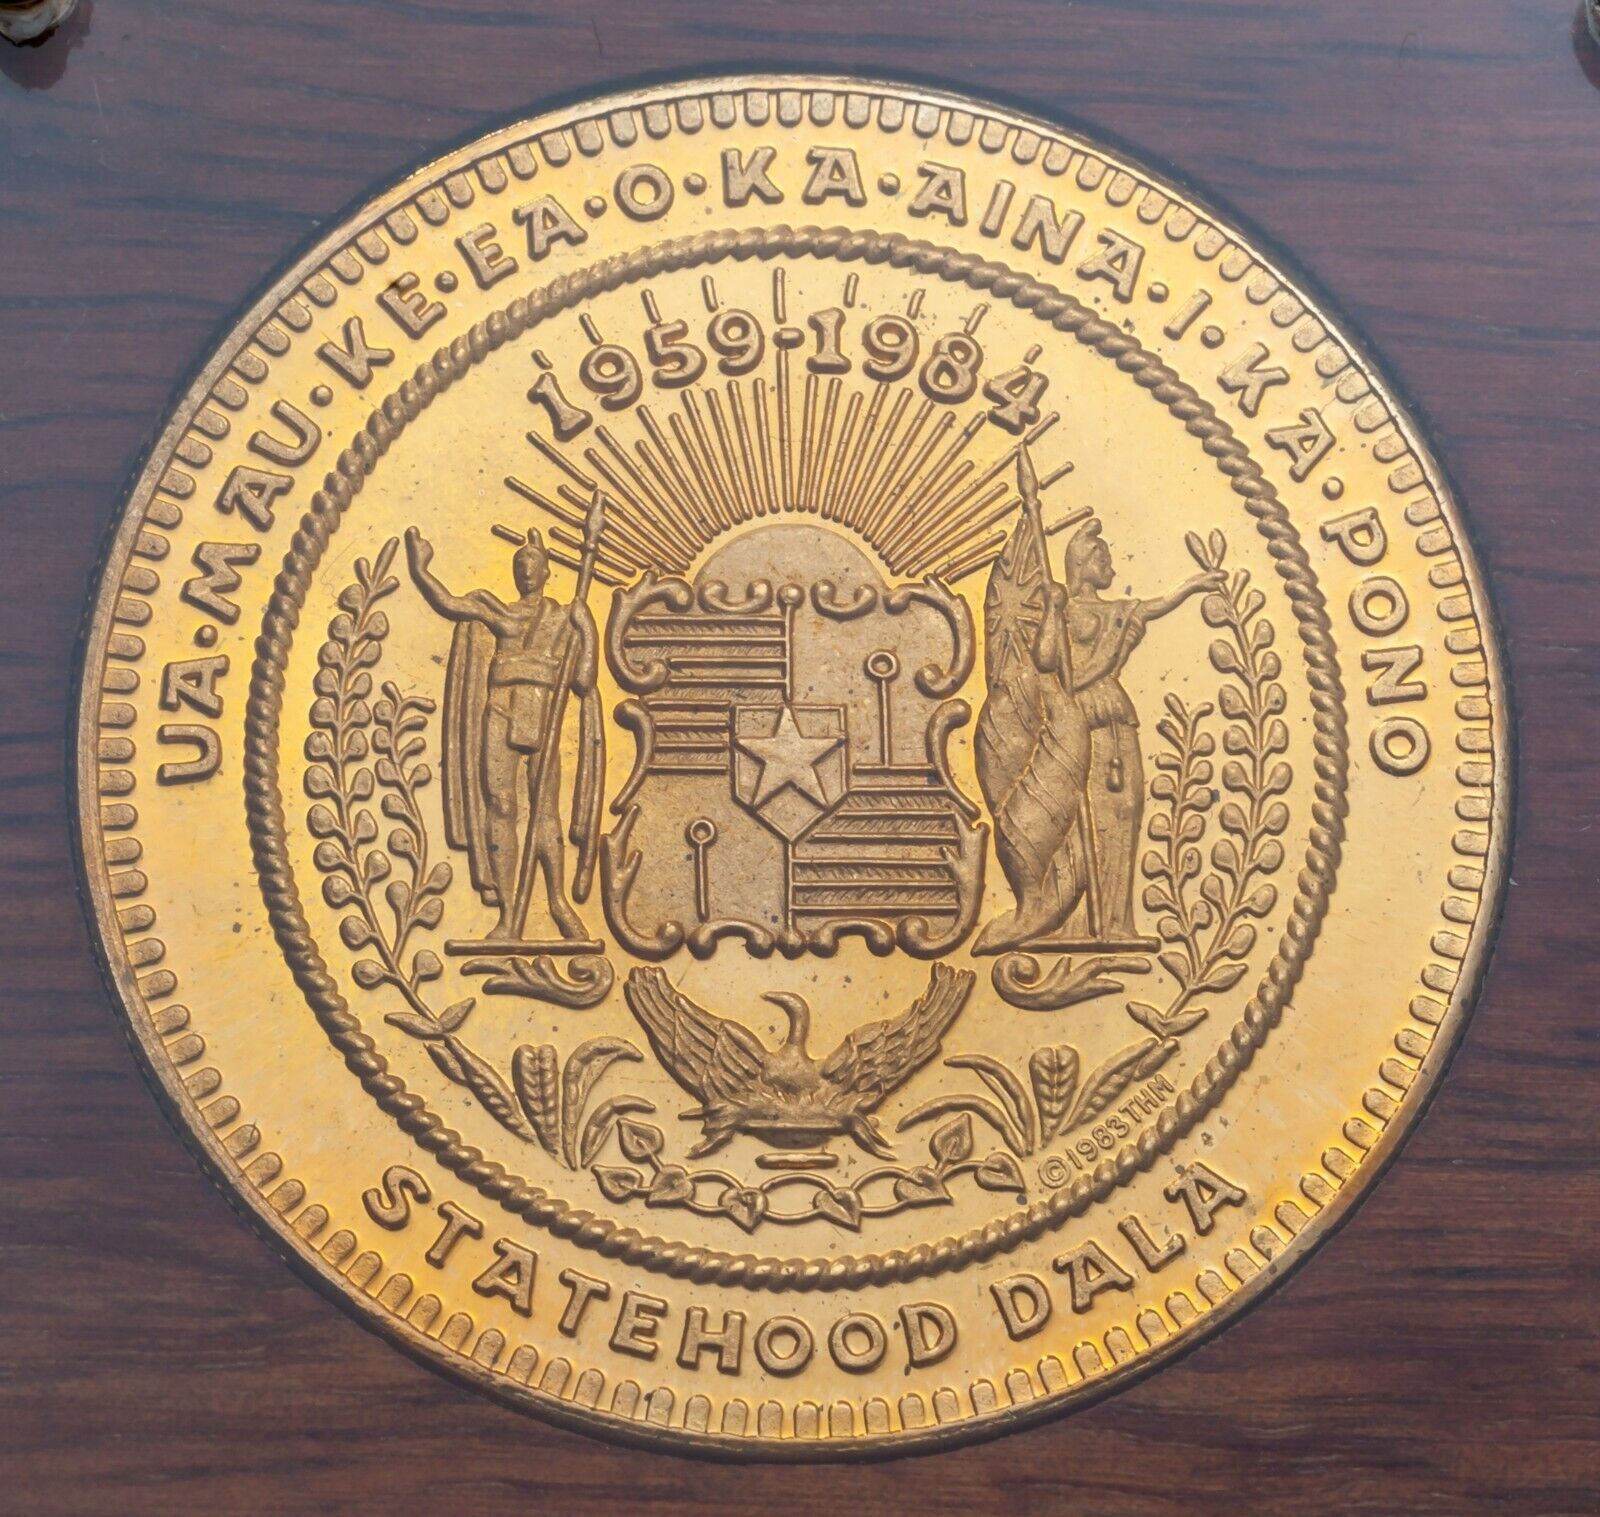 UA·MAU·KE·EA·O·KA·AINA·I·KA·PONO
1959-1984
©1983THM
STATEHOOD DALA